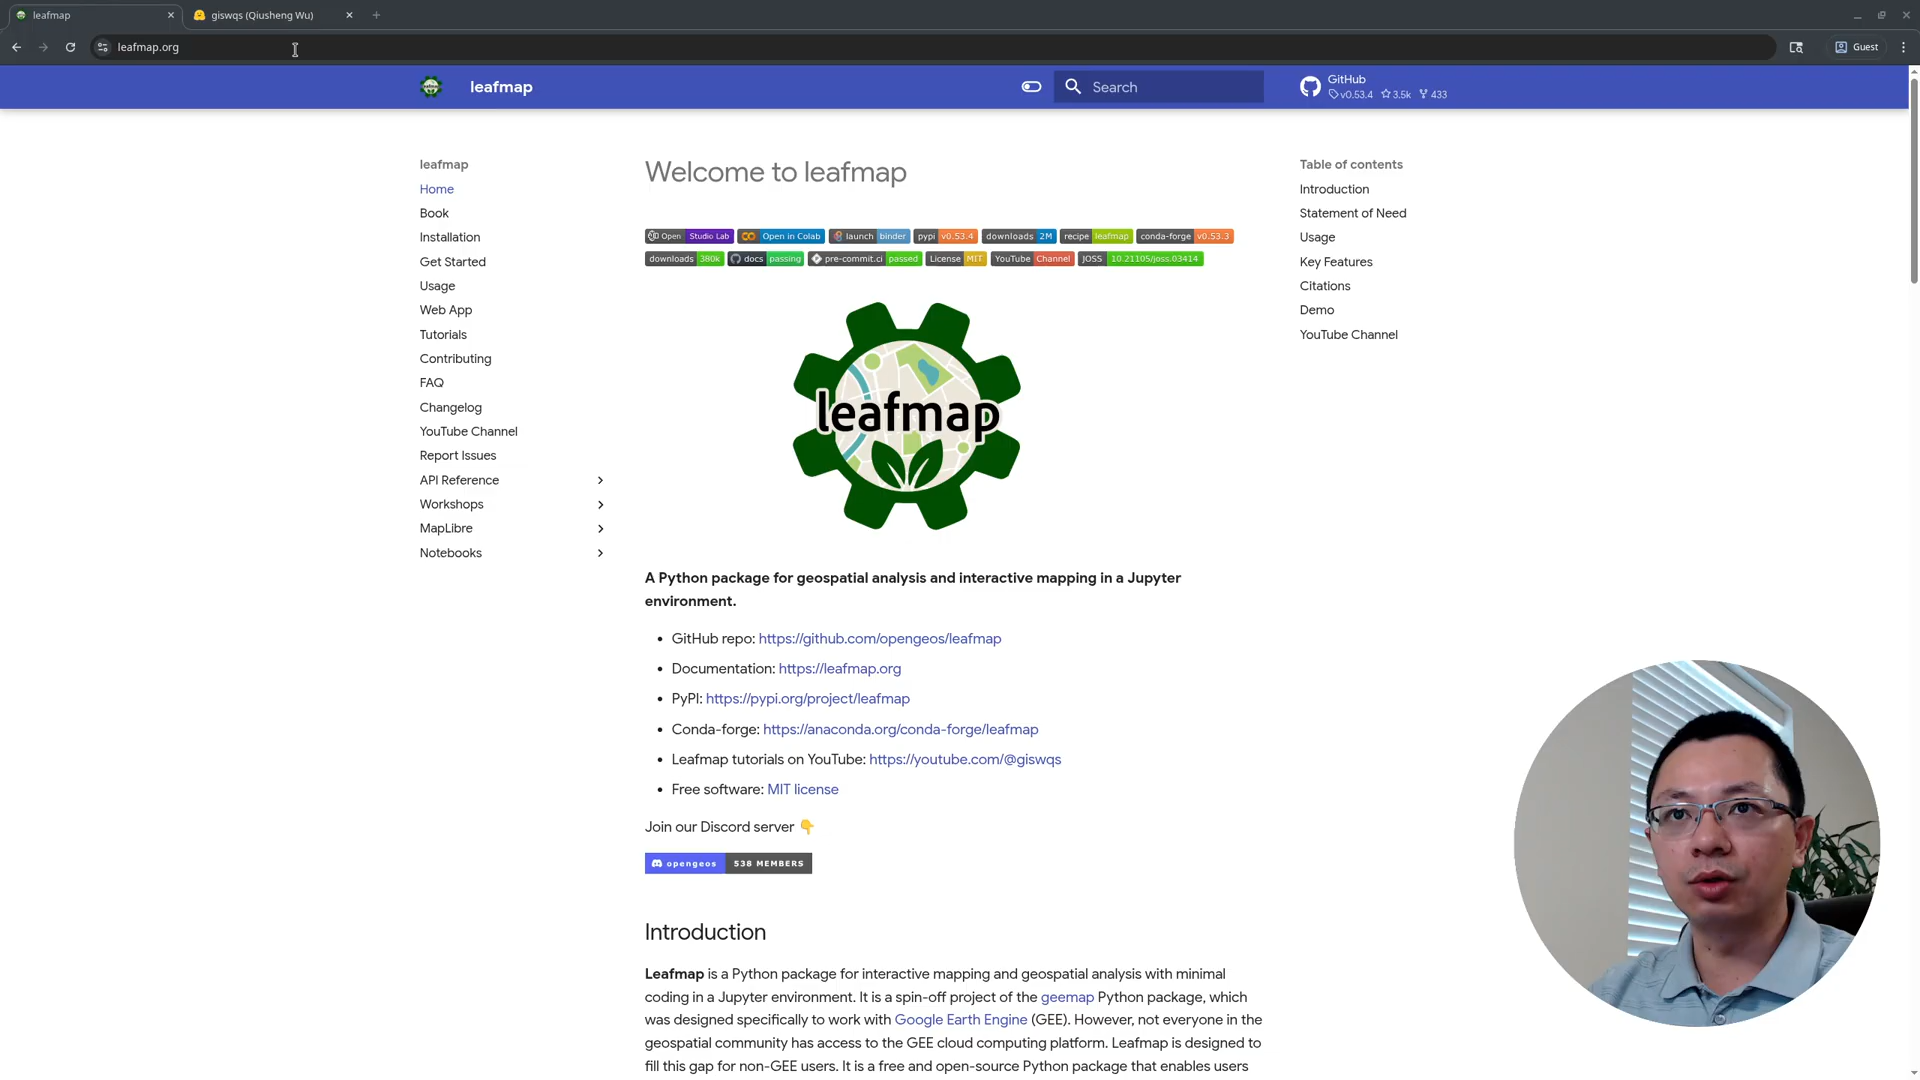 leafmap
giswqs (Qiusheng Wu)
leafmap.org
Guest
leafmap
Search
GitHub
v0.53.4 3.5k 433
leafmap
Home
Book
Installation
Get Started
Usage
Web App
Tutorials
Contributing
FAQ
Changelog
YouTube Channel
Report Issues
API Reference
Workshops
MapLibre
Notebooks
Welcome to leafmap
Open Studio Lab Open in Colab launch binder pypi v0.53.4 downloads 2M recipe leafmap conda-forge v0.53.3
downloads 380k docs passing pre-commit.ci passed License MIT YouTube Channel JOSS 10.21105/joss.03414
leafmap
A Python package for geospatial analysis and interactive mapping in a Jupyter
environment.
• GitHub repo: https://github.com/opengeos/leafmap
• Documentation: https://leafmap.org
• PyPI: https://pypi.org/project/leafmap
• Conda-forge: https://anaconda.org/conda-forge/leafmap
• Leafmap tutorials on YouTube: https://youtube.com/@giswqs
• Free software: MIT license
Join our Discord server 👇
opengeos 538 MEMBERS
Introduction
Leafmap is a Python package for interactive mapping and geospatial analysis with minimal
coding in a Jupyter environment. It is a spin-off project of the geemap Python package, which
was designed specifically to work with Google Earth Engine (GEE). However, not everyone in the
geospatial community has access to the GEE cloud computing platform. Leafmap is designed to
fill this gap for non-GEE users. It is a free and open-source Python package that enables users
Table of contents
Introduction
Statement of Need
Usage
Key Features
Citations
Demo
YouTube Channel